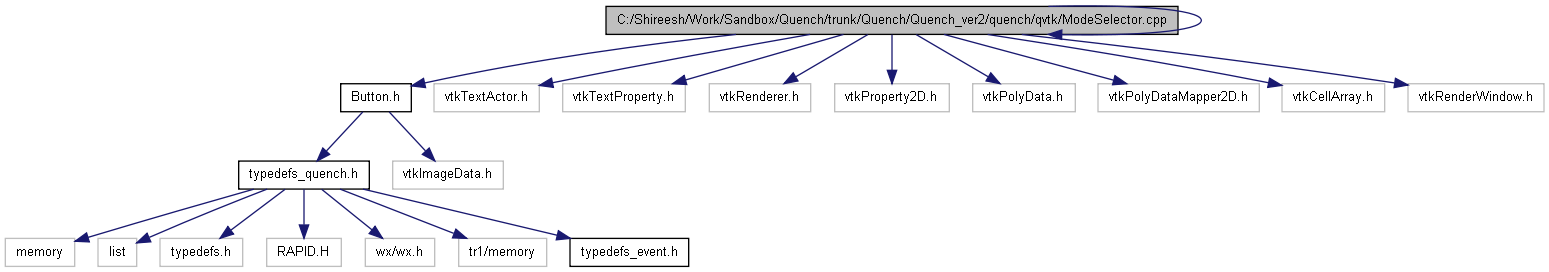 C:/Shireesh/Work/Sandbox/Quench/trunk/Quench/Quench_ver2/quench/qvtk/ModeSelector.cpp
Button.h
vtkTextActor.h
vtkTextProperty.h
vtkRenderer.h
vtkProperty2D.h
vtkPolyData.h
vtkPolyDataMapper2D.h
vtkCellArray.h
vtkRenderWindow.h
typedefs_quench.h
vtkImageData.h
memory
list
typedefs.h
RAPID.H
wx/wx.h
tr1/memory
typedefs_event.h